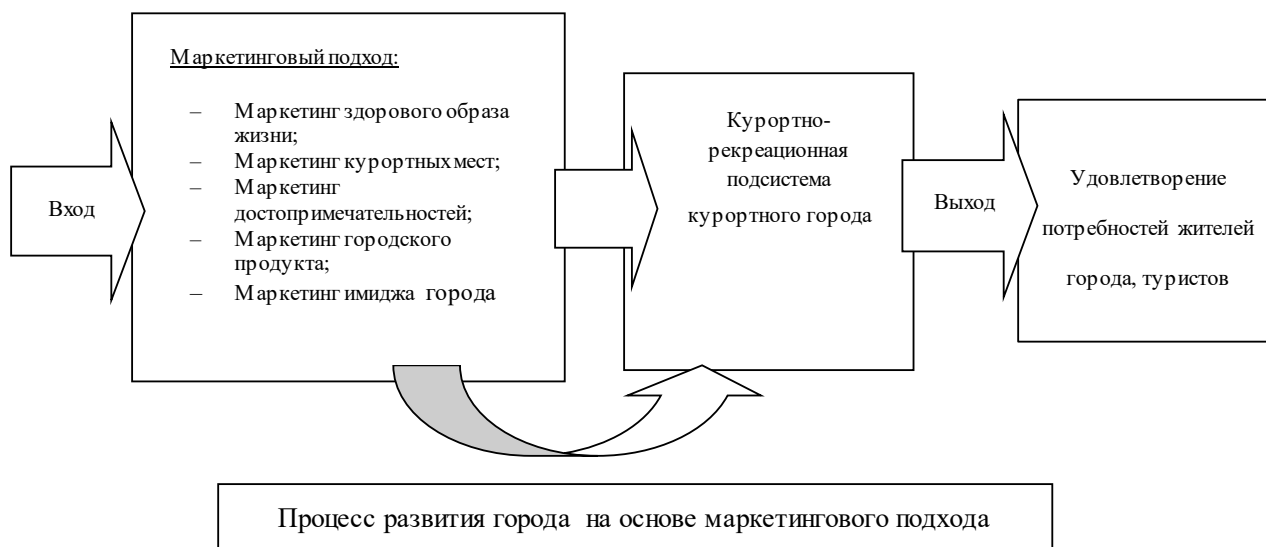 Вход
Маркетинговый подход:
– Маркетинг здорового образа
жизни;
– Маркетинг курортных мест;
– Маркетинг
достопримечательностей;
– Маркетинг городского
продукта;
– Маркетинг имиджа города
Курортно-
рекреационная
подсистема
курортного города
Выход
Удовлетворение
потребностей жителей
города, туристов
Процесс развития города на основе маркетингового подхода